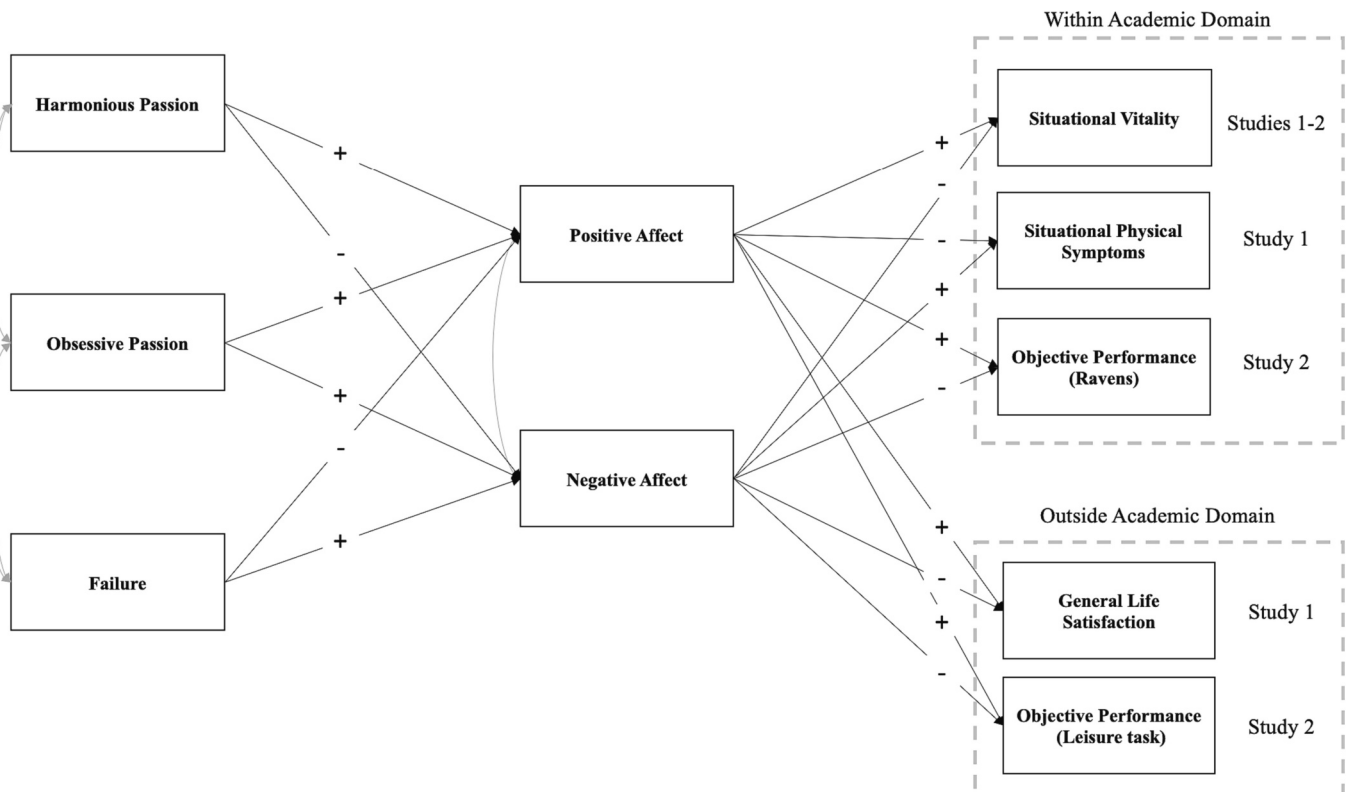 Within Academic Domain
Harmonious Passion
Obsessive Passion
Failure
+
-
+
+
-
+
Positive Affect
Negative Affect
+
-
-
+
+
-
+
-
+
-
Situational Vitality
Studies 1-2
Situational Physical
Symptoms
Study 1
Objective Performance
(Ravens)
Study 2
Outside Academic Domain
General Life
Satisfaction
Study 1
Objective Performance
(Leisure task)
Study 2